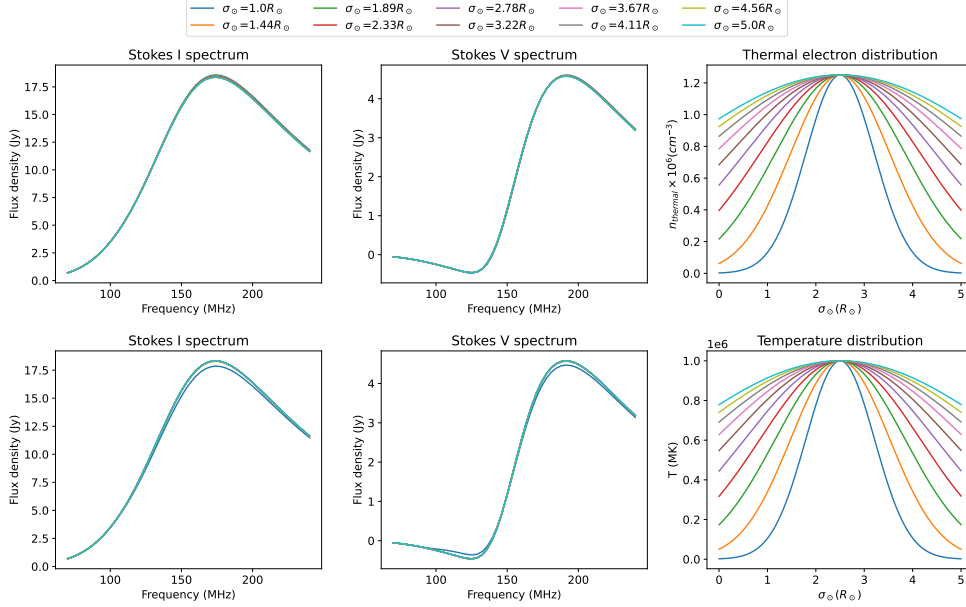 σ⊙=1.0R⊙ σ⊙=1.89R⊙ σ⊙=2.78R⊙ σ⊙=3.67R⊙ σ⊙=4.56R⊙
σ⊙=1.44R⊙ σ⊙=2.33R⊙ σ⊙=3.22R⊙ σ⊙=4.11R⊙ σ⊙=5.0R⊙
Stokes I spectrum
Flux density (Jy)
17.5
15.0
12.5
10.0
7.5
5.0
2.5
0.0
100 150 200
Frequency (MHz)
Stokes V spectrum
Flux density (Jy)
4
3
2
1
0
100 150 200
Frequency (MHz)
Thermal electron distribution
n_thermal × 10⁶(cm⁻³)
1.2
1.0
0.8
0.6
0.4
0.2
0.0
0 1 2 3 4 5
σ⊙(R⊙)
Stokes I spectrum
Flux density (Jy)
17.5
15.0
12.5
10.0
7.5
5.0
2.5
0.0
100 150 200
Frequency (MHz)
Stokes V spectrum
Flux density (Jy)
4
3
2
1
0
100 150 200
Frequency (MHz)
Temperature distribution
1e6
T (MK)
1.0
0.8
0.6
0.4
0.2
0.0
0 1 2 3 4 5
σ⊙(R⊙)